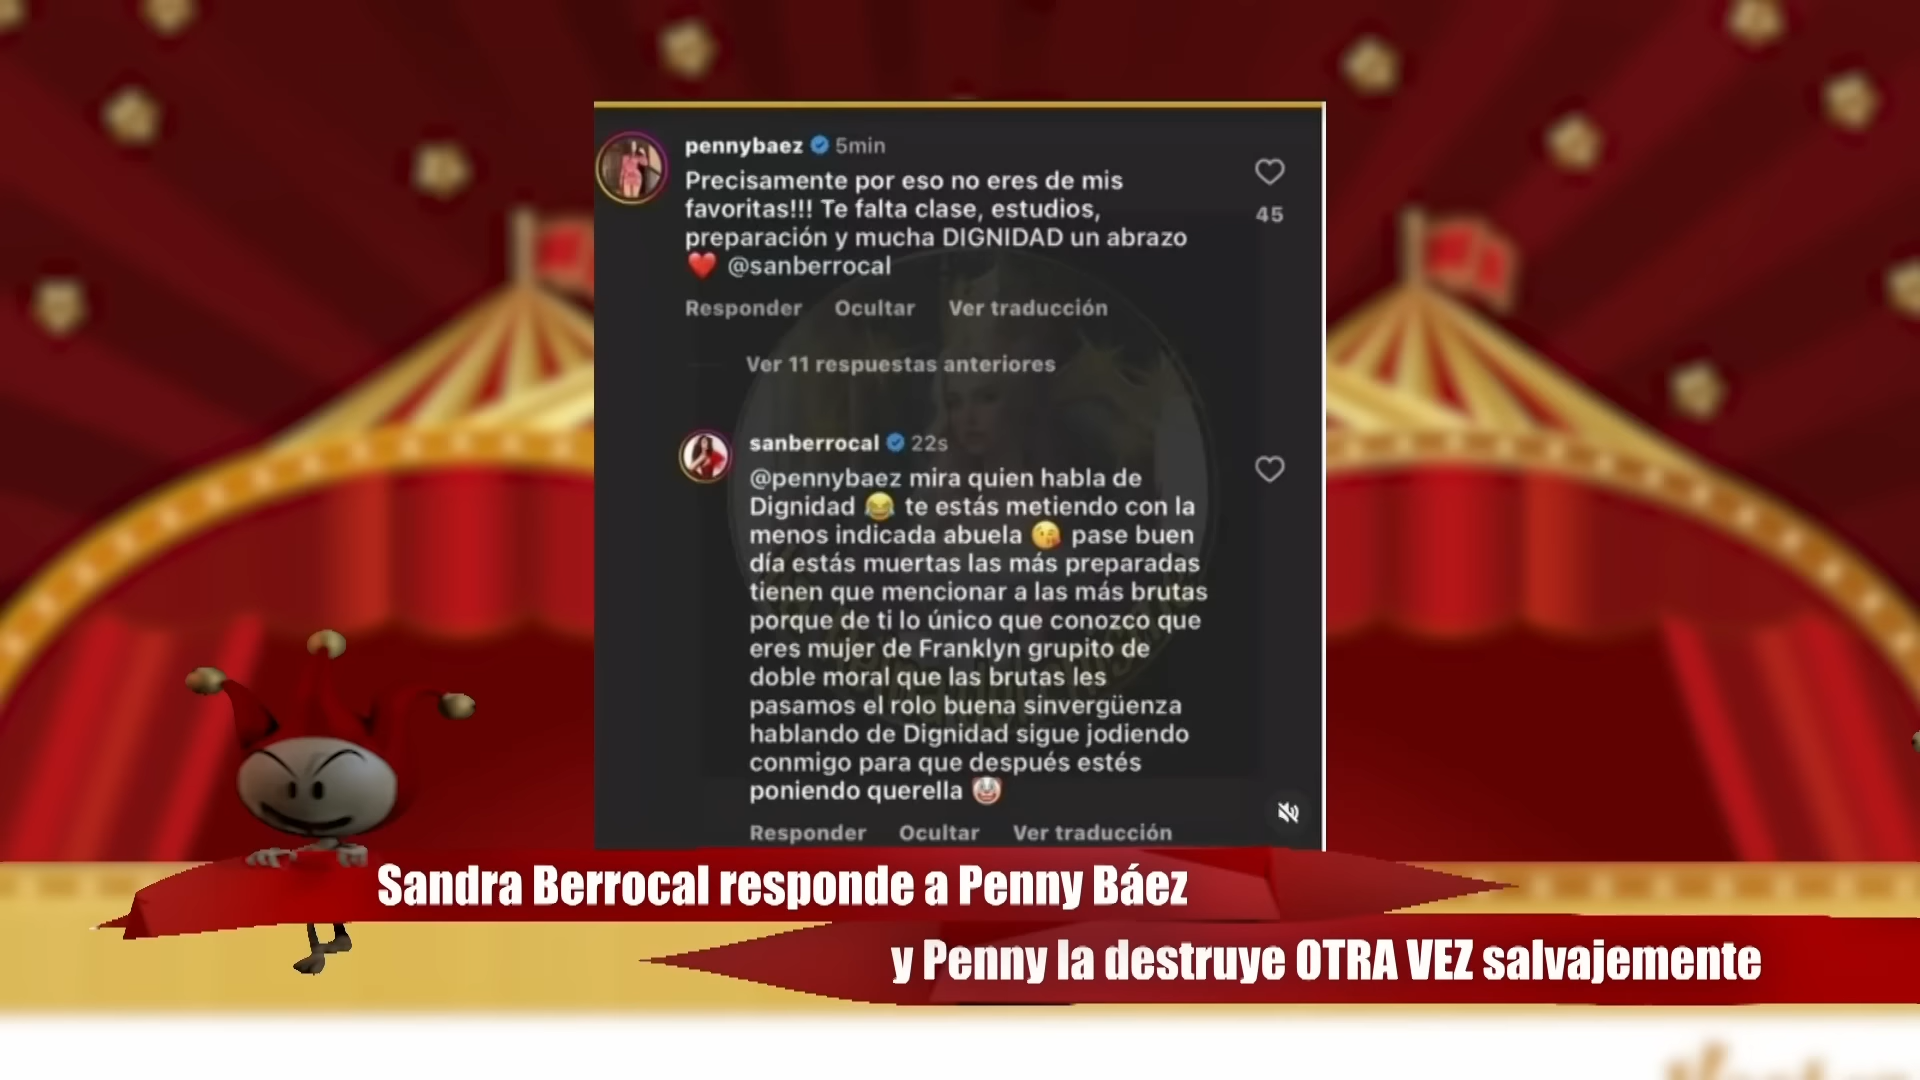 pennybaez 5min
Precisamente por eso no eres de mis
favoritas!!! Te falta clase, estudios,
preparación y mucha DIGNIDAD un abrazo
❤️ @sanberrocal
45
Responder Ocultar Ver traducción
Ver 11 respuestas anteriores
sanberrocal 22s
@pennybaez mira quien habla de
Dignidad 😂 te estás metiendo con la
menos indicada abuela 😘 pase buen
día estás muertas las más preparadas
tienen que mencionar a las más brutas
porque de ti lo único que conozco que
eres mujer de Franklyn grupito de
doble moral que las brutas les
pasamos el rolo buena sinvergüenza
hablando de Dignidad sigue jodiendo
conmigo para que después estés
poniendo querella 🤡
Responder Ocultar Ver traducción
Sandra Berrocal responde a Penny Báez
y Penny la destruye OTRA VEZ salvajemente